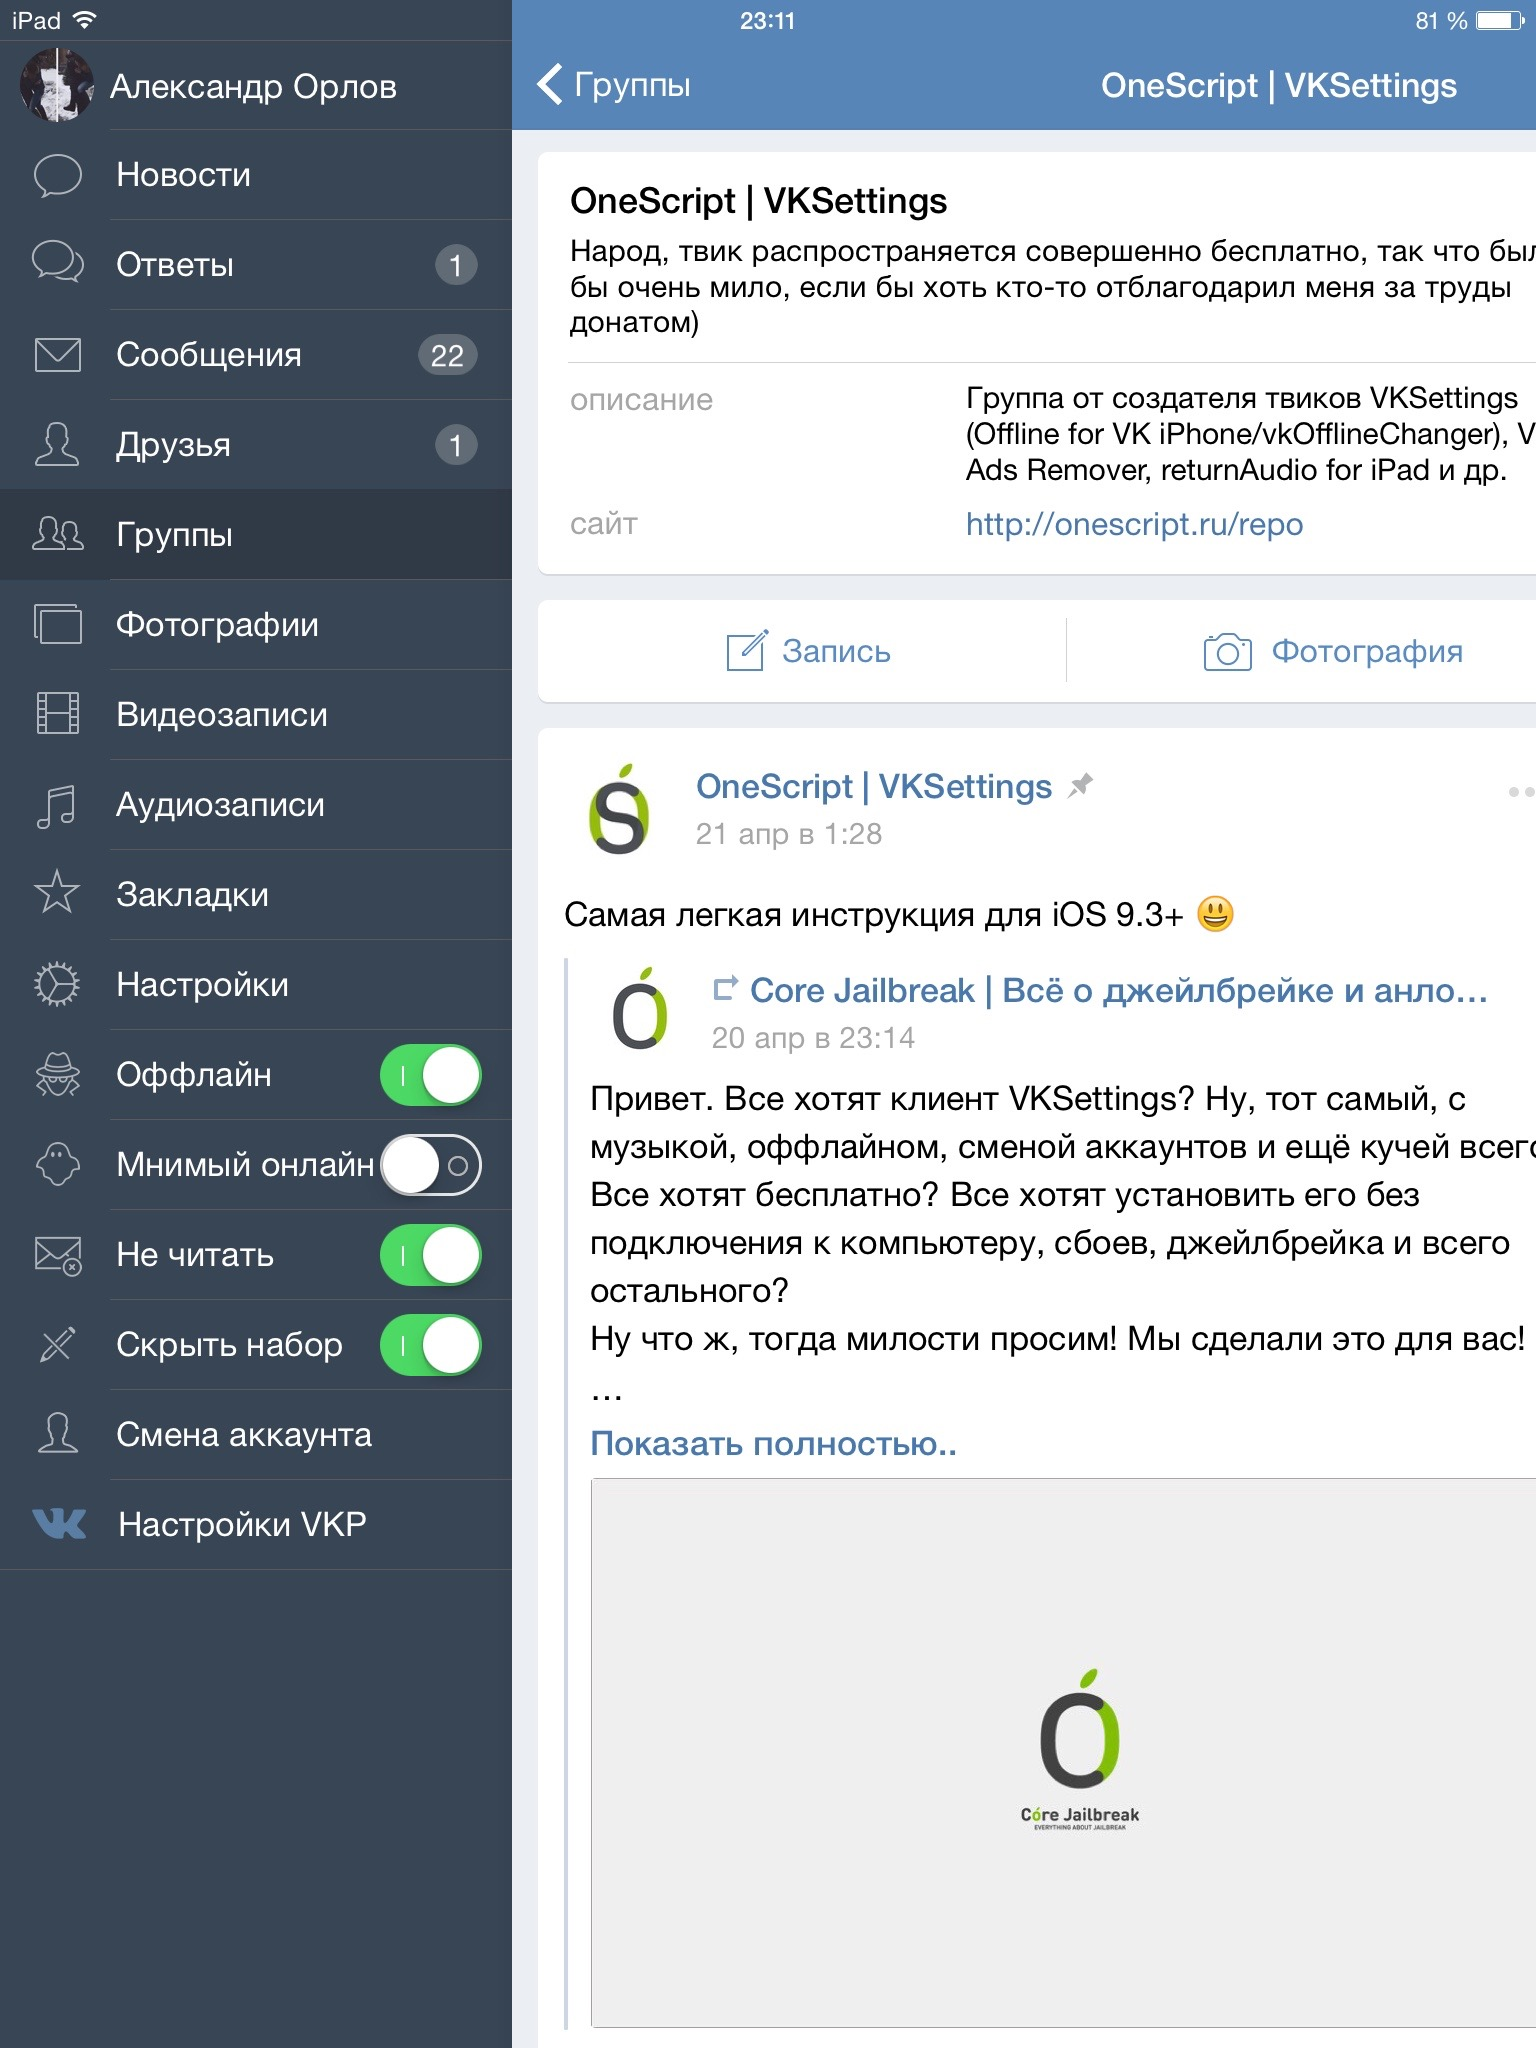 iPad
23:11
81 %
Александр Орлов
Новости
Ответы
1
Сообщения
22
Друзья
1
Группы
Фотографии
Видеозаписи
Аудиозаписи
Закладки
Настройки
Оффлайн
Мнимый онлайн
Не читать
Скрыть набор
Смена аккаунта
Настройки VKP
Группы
OneScript | VKSettings
OneScript | VKSettings
Народ, твик распространяется совершенно бесплатно, так что был
бы очень мило, если бы хоть кто-то отблагодарил меня за труды
донатом)
описание
Группа от создателя твиков VKSettings
(Offline for VK iPhone/vkOfflineChanger), V
Ads Remover, returnAudio for iPad и др.
сайт
http://onescript.ru/repo
Запись
Фотография
OneScript | VKSettings
21 апр в 1:28
Самая легкая инструкция для iOS 9.3+ 😃
Core Jailbreak | Всё о джейлбрейке и анло...
20 апр в 23:14
Привет. Все хотят клиент VKSettings? Ну, тот самый, с
музыкой, оффлайном, сменой аккаунтов и ещё кучей всего
Все хотят бесплатно? Все хотят установить его без
подключения к компьютеру, сбоев, джейлбрейка и всего
остального?
Ну что ж, тогда милости просим! Мы сделали это для вас!
...
Показать полностью..
Córe Jailbreak
EVERYTHING ABOUT JAILBREAK